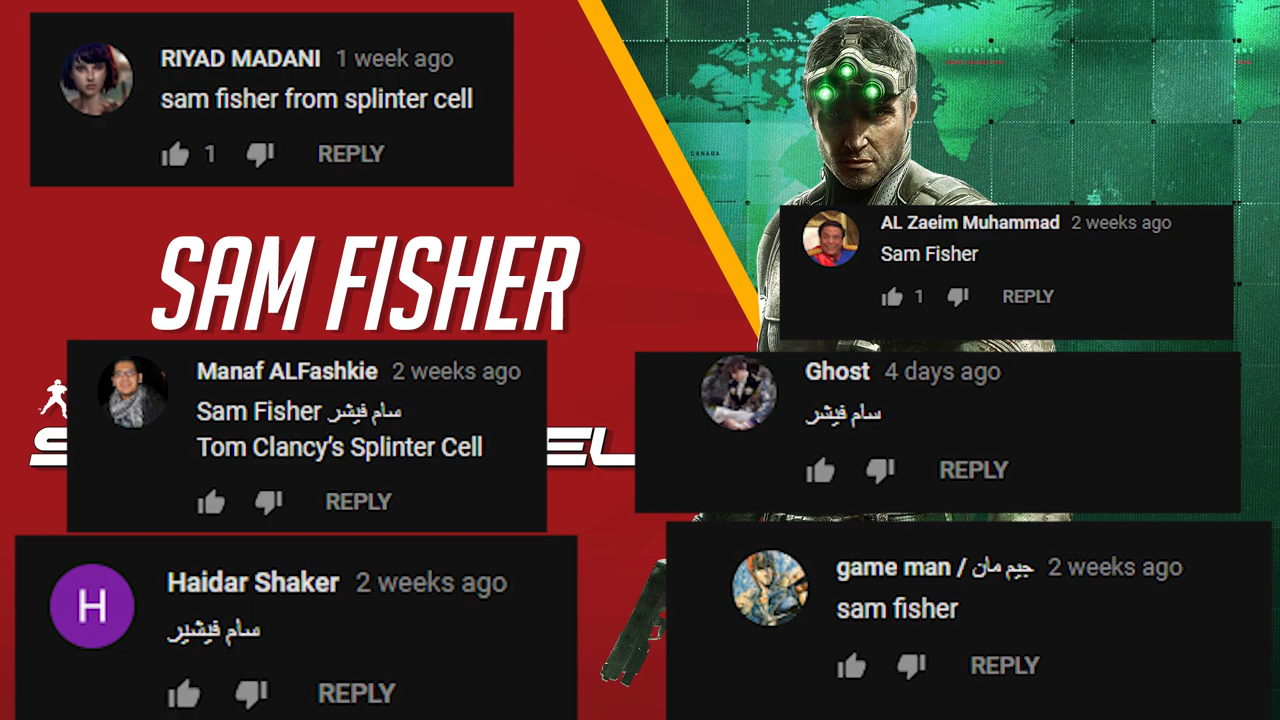 RIYAD MADANI 1 week ago
sam fisher from splinter cell
1 REPLY
GREENLAND
CANADA
SAM FISHER
AL Zaeim Muhammad 2 weeks ago
Sam Fisher
1 REPLY
Manaf ALFashkie 2 weeks ago
Sam Fisher سام فيشر
Tom Clancy's Splinter Cell
REPLY
Ghost 4 days ago
سام فيشر
REPLY
Haidar Shaker 2 weeks ago
سام فيشير
REPLY
game man / جيم مان 2 weeks ago
sam fisher
REPLY